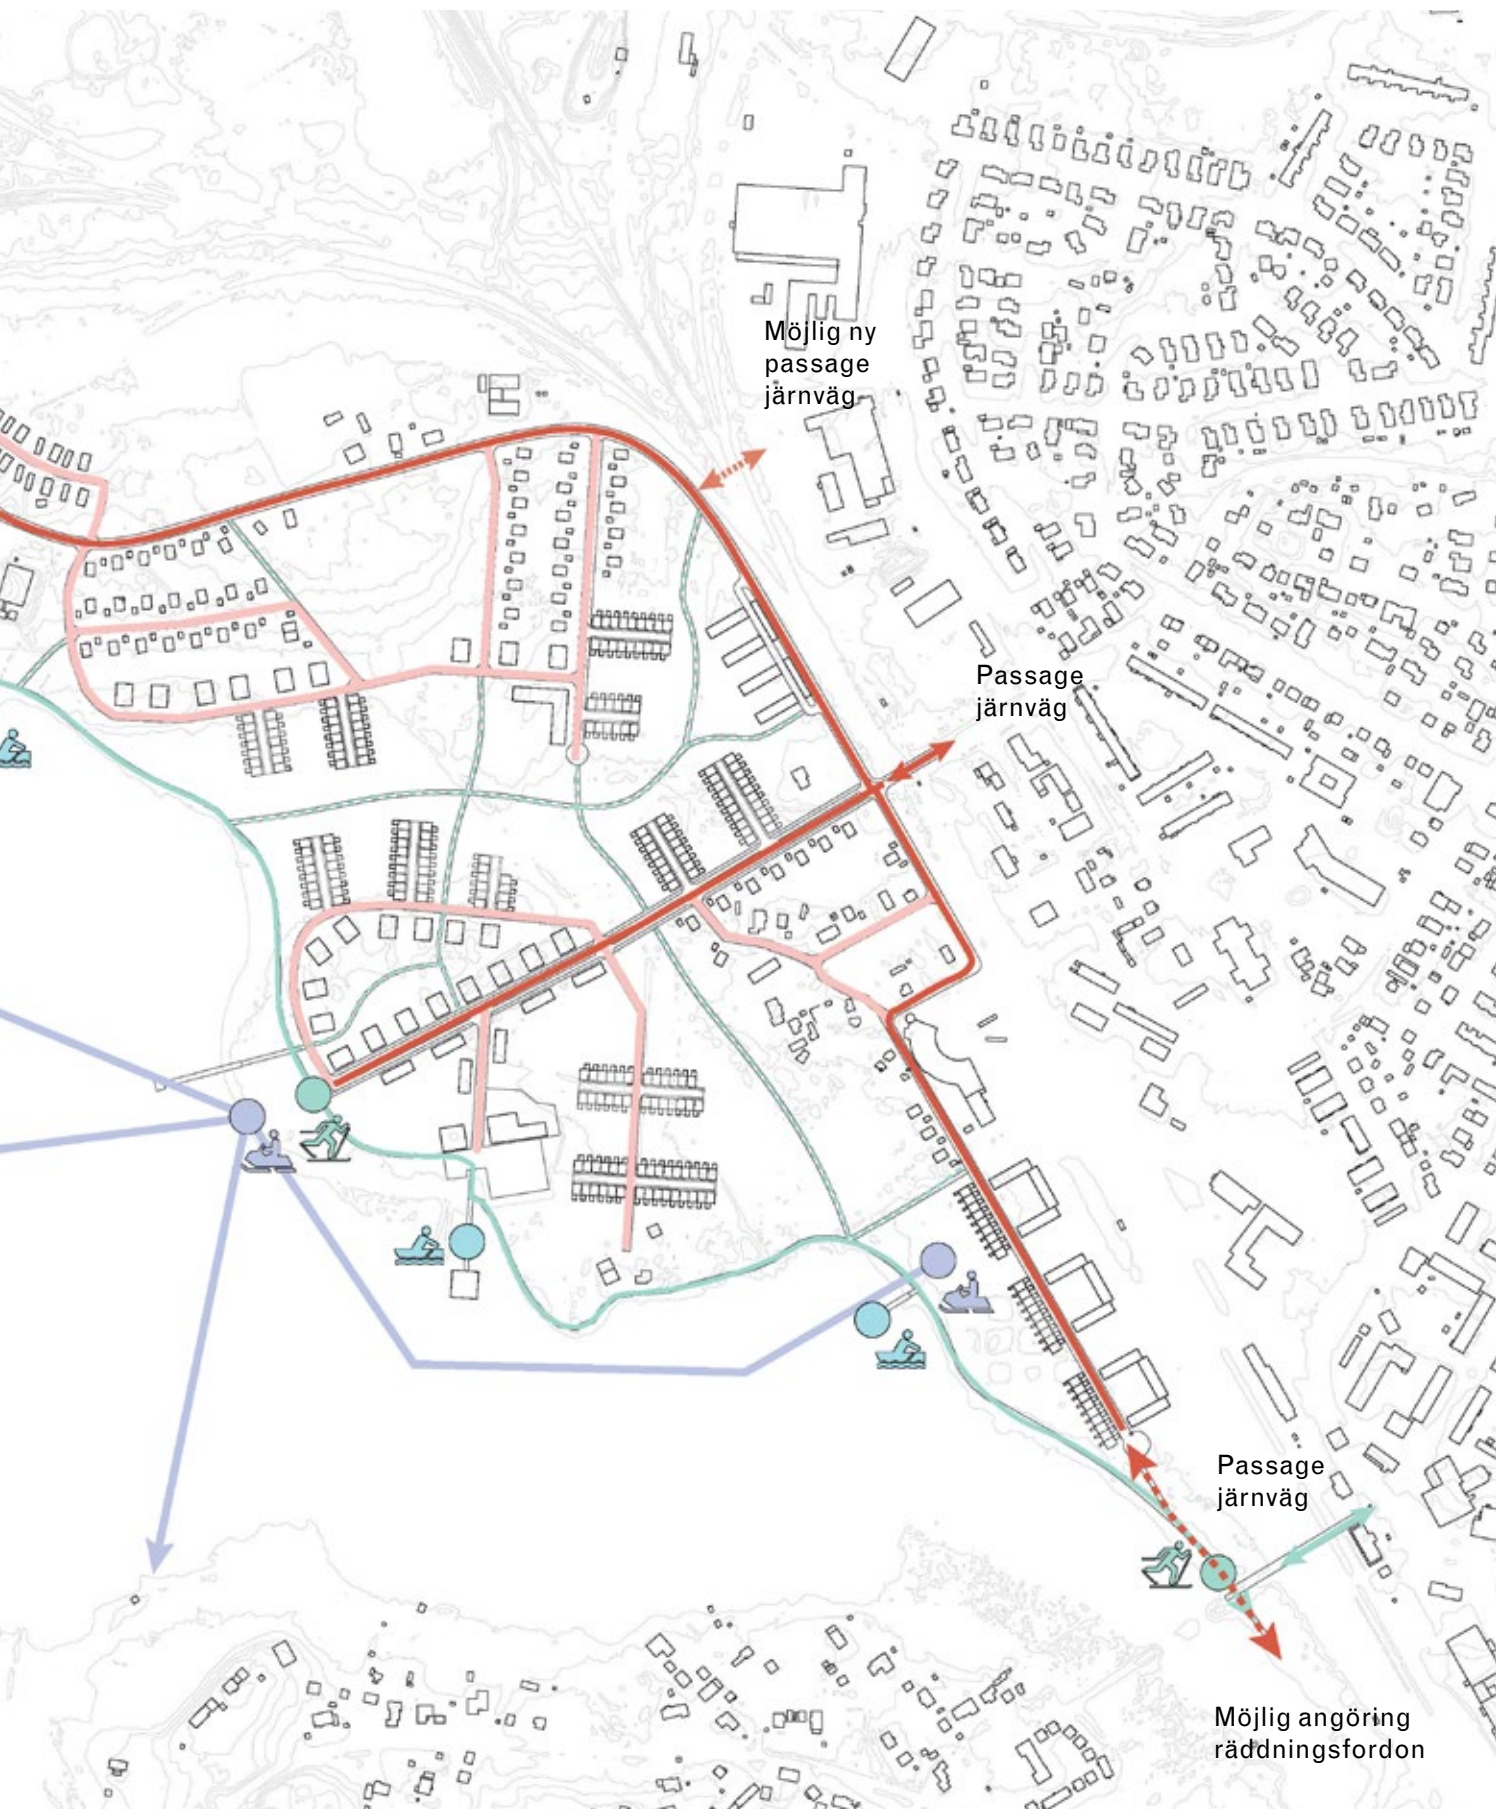 Möjlig ny
passage
järnväg
Passage
järnväg
Passage
järnväg
Möjlig angöring
räddningsfordon